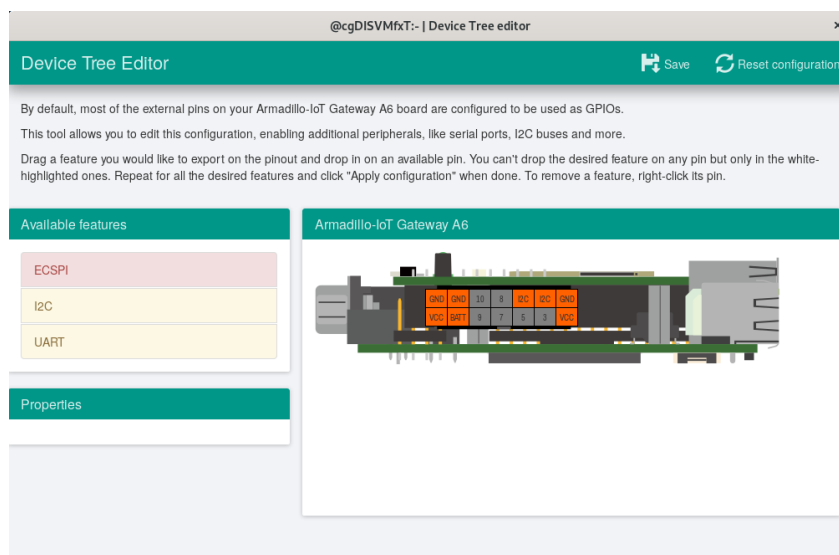 @cgDISVMfxT:~ | Device Tree editor
×
Device Tree Editor
Save
Reset configuration
By default, most of the external pins on your Armadillo-IoT Gateway A6 board are configured to be used as GPIOs.
This tool allows you to edit this configuration, enabling additional peripherals, like serial ports, I2C buses and more.
Drag a feature you would like to export on the pinout and drop in on an available pin. You can't drop the desired feature on any pin but only in the white-
highlighted ones. Repeat for all the desired features and click "Apply configuration" when done. To remove a feature, right-click its pin.
Available features
ECSPI
I2C
UART
Properties
Armadillo-IoT Gateway A6
GND GND 10 8 I2C I2C GND
VCC BATT 9 7 5 3 VCC